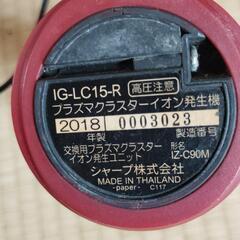 IG-LC15-R 高圧注意
プラズマクラスターイオン発生機
2018 0003023
年製 製造番号
交換用プラズマクラスター 形名
イオン発生ユニット IZ-C90M
シャープ株式会社
MADE IN THAILAND
-paper- C117